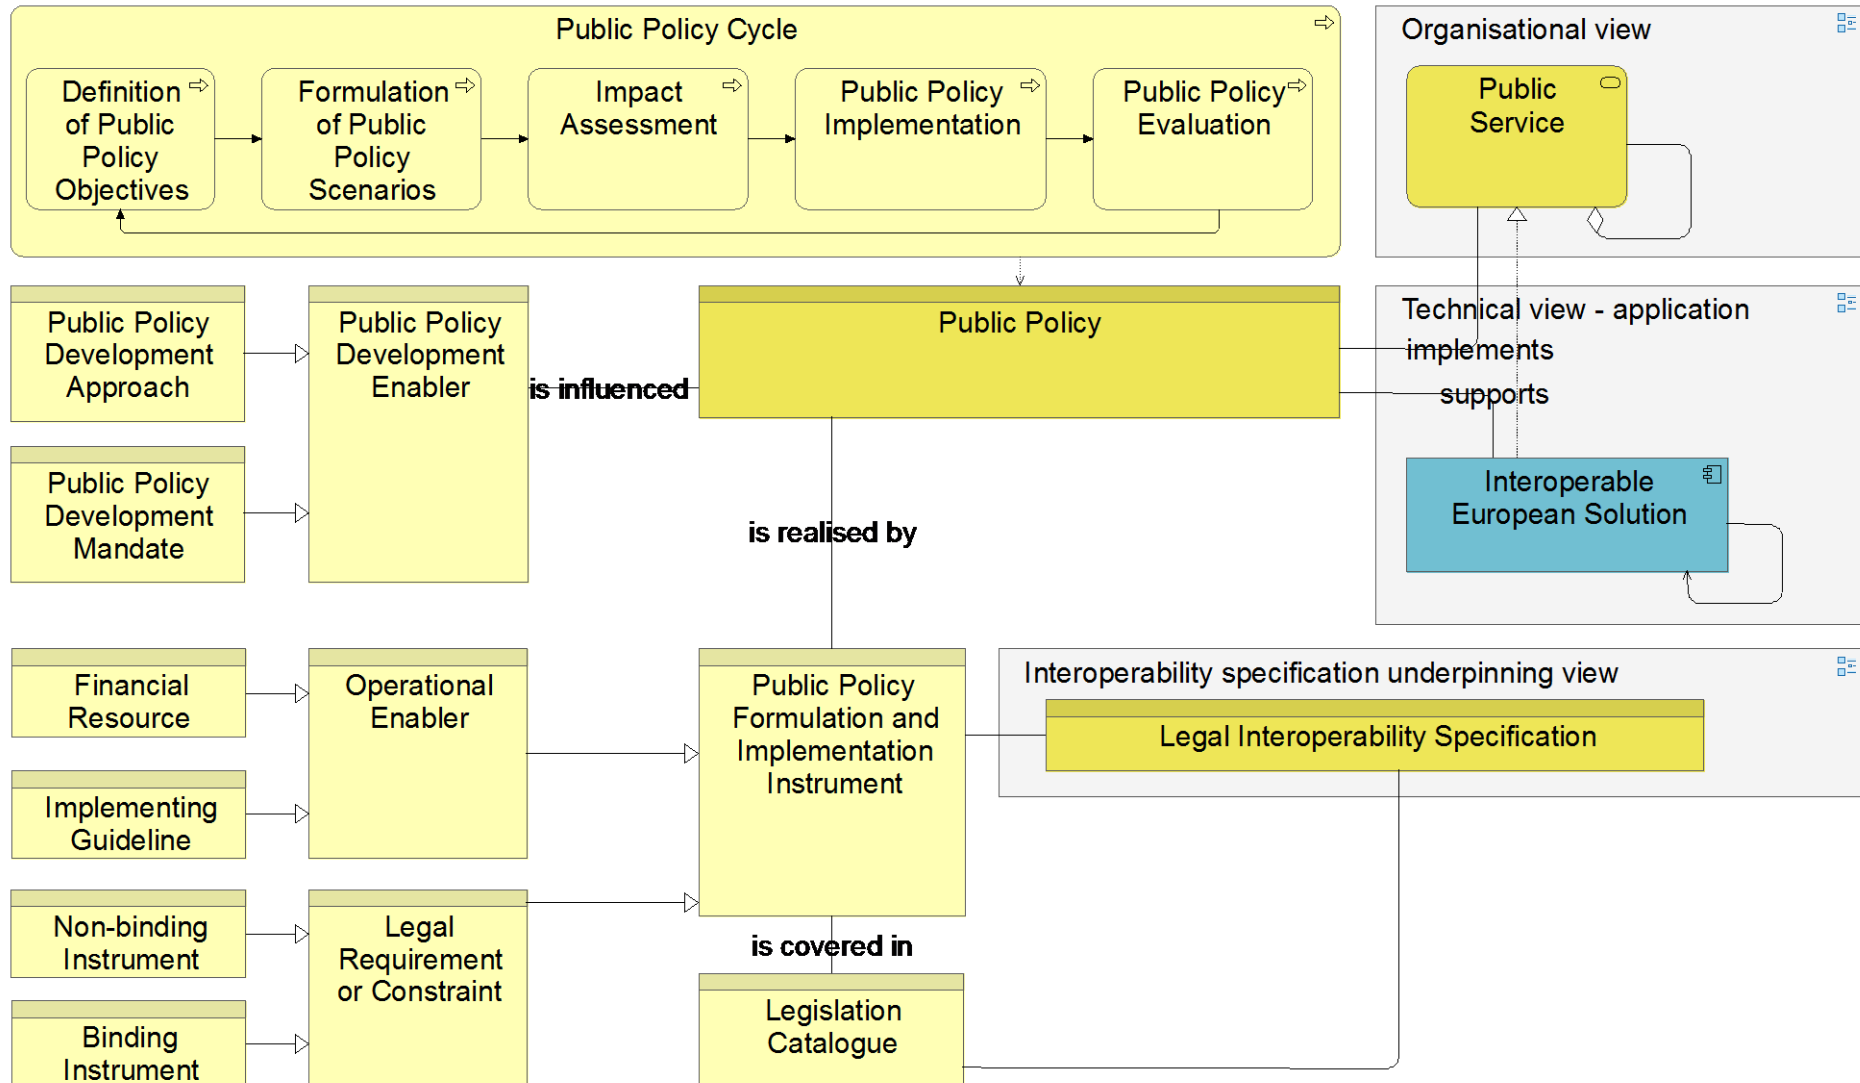 Public Policy Cycle
Definition
of Public
Policy
Objectives
Formulation
of Public
Policy
Scenarios
Impact
Assessment
Public Policy
Implementation
Public Policy
Evaluation
Organisational view
Public
Service
Public Policy
Development
Approach
Public Policy
Development
Enabler
is influenced
Public Policy
Technical view - application
implements
supports
Interoperable
European Solution
Public Policy
Development
Mandate
is realised by
Financial
Resource
Operational
Enabler
Public Policy
Formulation and
Implementation
Instrument
Interoperability specification underpinning view
Legal Interoperability Specification
Implementing
Guideline
Non-binding
Instrument
Legal
Requirement
or Constraint
is covered in
Binding
Instrument
Legislation
Catalogue